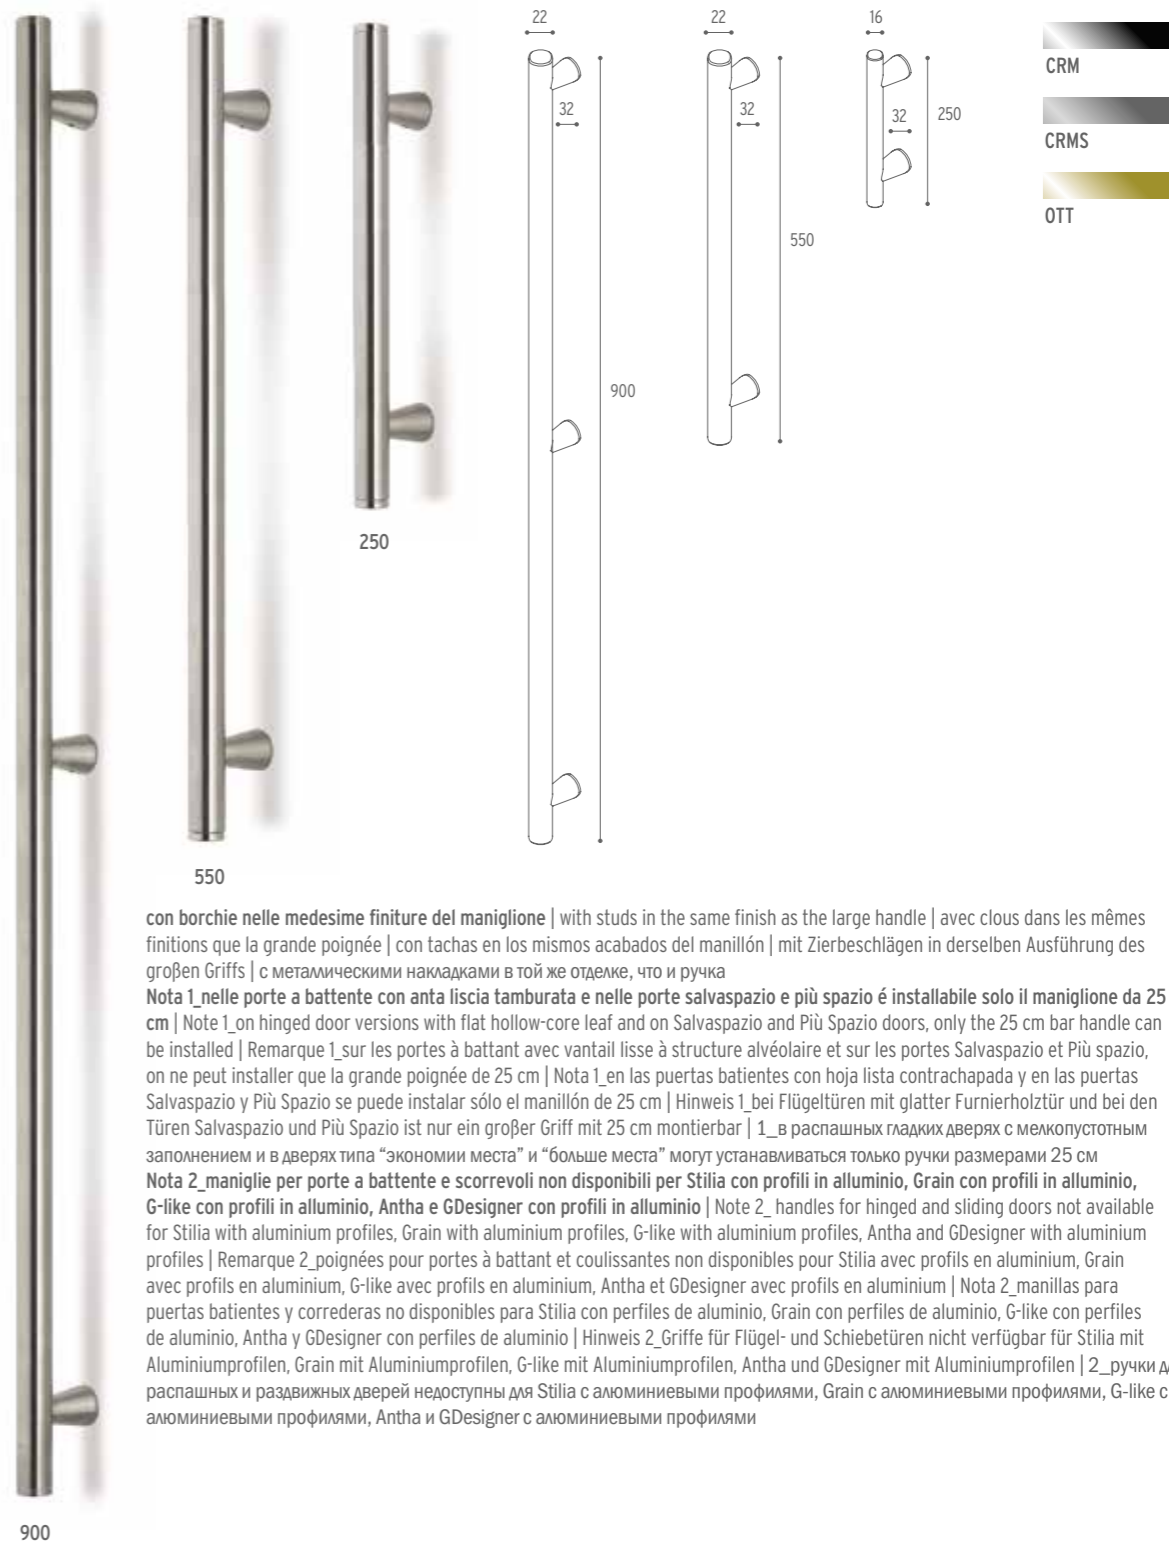 22
22
16
CRM
32
32
32
250
CRMS
OTT
550
900
250
550
con borchie nelle medesime finiture del maniglione | with studs in the same finish as the large handle | avec clous dans les mêmes
finitions que la grande poignée | con tachas en los mismos acabados del manillón | mit Zierbeschlägen in derselben Ausführung des
großen Griffs | с металлическими накладками в той же отделке, что и ручка
Nota 1_nelle porte a battente con anta liscia tamburata e nelle porte salvaspazio e più spazio é installabile solo il maniglione da 25
cm | Note 1_on hinged door versions with flat hollow-core leaf and on Salvaspazio and Più Spazio doors, only the 25 cm bar handle can
be installed | Remarque 1_sur les portes à battant avec vantail lisse à structure alvéolaire et sur les portes Salvaspazio et Più spazio,
on ne peut installer que la grande poignée de 25 cm | Nota 1_en las puertas batientes con hoja lista contrachapada y en las puertas
Salvaspazio y Più Spazio se puede instalar sólo el manillón de 25 cm | Hinweis 1_bei Flügeltüren mit glatter Furnierholztür und bei den
Türen Salvaspazio und Più Spazio ist nur ein großer Griff mit 25 cm montierbar | 1_в распашных гладких дверях с мелкопустотным
заполнением и в дверях типа “экономии места” и “больше места” могут устанавливаться только ручки размерами 25 см
Nota 2_maniglie per porte a battente e scorrevoli non disponibili per Stilia con profili in alluminio, Grain con profili in alluminio,
G-like con profili in alluminio, Antha e GDesigner con profili in alluminio | Note 2_ handles for hinged and sliding doors not available
for Stilia with aluminium profiles, Grain with aluminium profiles, G-like with aluminium profiles, Antha and GDesigner with aluminium
profiles | Remarque 2_poignées pour portes à battant et coulissantes non disponibles pour Stilia avec profils en aluminium, Grain
avec profils en aluminium, G-like avec profils en aluminium, Antha et GDesigner avec profils en aluminium | Nota 2_manillas para
puertas batientes y correderas no disponibles para Stilia con perfiles de aluminio, Grain con perfiles de aluminio, G-like con perfiles
de aluminio, Antha y GDesigner con perfiles de aluminio | Hinweis 2_Griffe für Flügel- und Schiebetüren nicht verfügbar für Stilia mit
Aluminiumprofilen, Grain mit Aluminiumprofilen, G-like mit Aluminiumprofilen, Antha und GDesigner mit Aluminiumprofilen | 2_ручки
распашных и раздвижных дверей недоступны для Stilia с алюминиевыми профилями, Grain с алюминиевыми профилями, G-like с
алюминиевыми профилями, Antha и GDesigner с алюминиевыми профилями
900